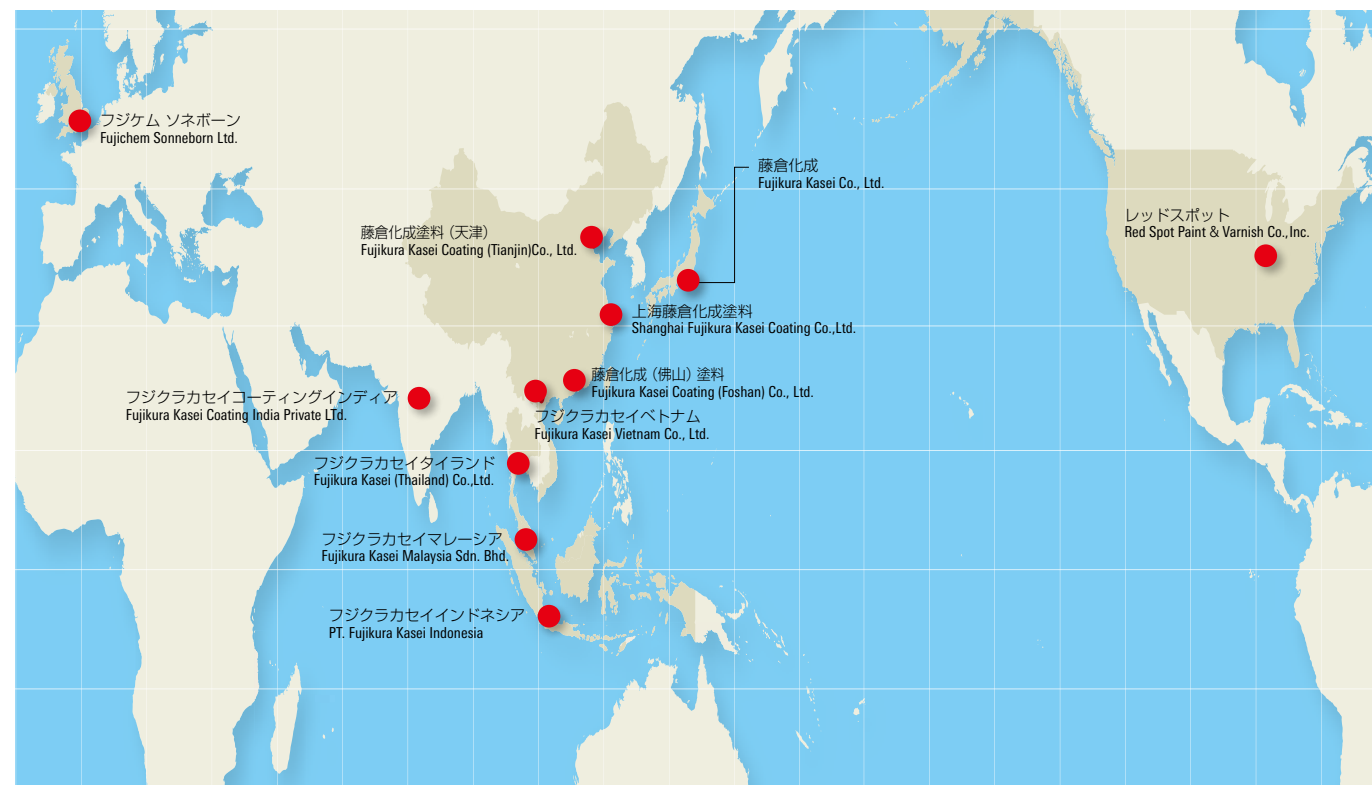 フジケム ソネボーン
Fujichem Sonneborn Ltd.
藤倉化成
Fujikura Kasei Co., Ltd.
レッドスポット
Red Spot Paint & Varnish Co.,Inc.
藤倉化成塗料（天津）
Fujikura Kasei Coating (Tianjin)Co., Ltd.
上海藤倉化成塗料
Shanghai Fujikura Kasei Coating Co.,Ltd.
藤倉化成（佛山）塗料
Fujikura Kasei Coating (Foshan) Co., Ltd.
フジクラカセイコーティングインディア
Fujikura Kasei Coating India Private LTd.
フジクラカセイベトナム
Fujikura Kasei Vietnam Co., Ltd.
フジクラカセイタイランド
Fujikura Kasei (Thailand) Co.,Ltd.
フジクラカセイマレーシア
Fujikura Kasei Malaysia Sdn. Bhd.
フジクラカセイインドネシア
PT. Fujikura Kasei Indonesia